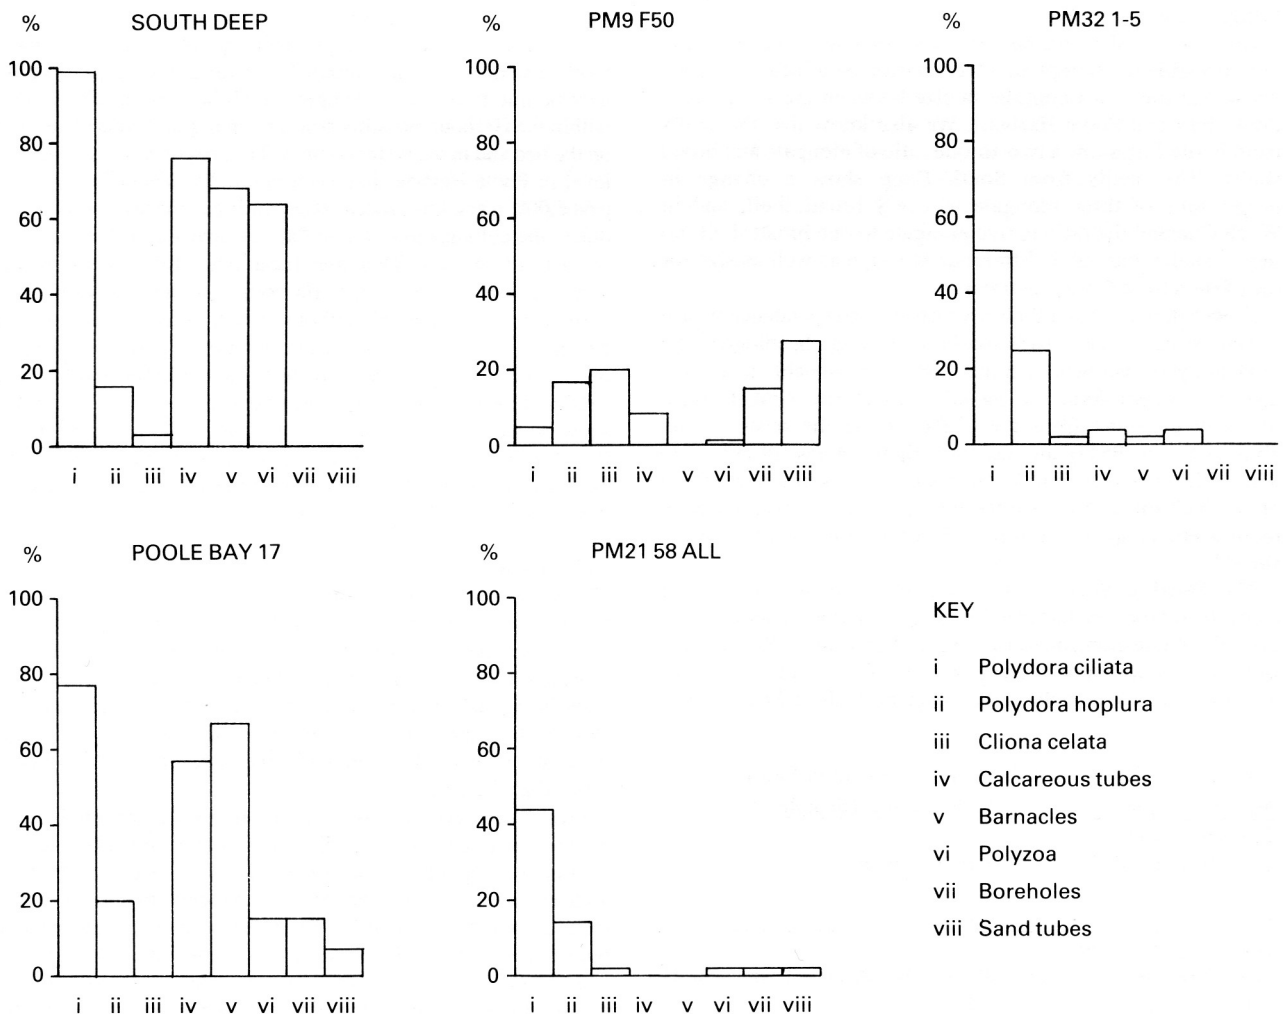 % SOUTH DEEP
100
80
60
40
20
0
i ii iii iv v vi vii viii
% PM9 F50
100
80
60
40
20
0
i ii iii iv v vi vii viii
% PM32 1-5
100
80
60
40
20
0
i ii iii iv v vi vii viii
% POOLE BAY 17
100
80
60
40
20
0
i ii iii iv v vi vii viii
% PM21 58 ALL
100
80
60
40
20
0
i ii iii iv v vi vii viii
KEY
i Polydora ciliata
ii Polydora hoplura
iii Cliona celata
iv Calcareous tubes
v Barnacles
vi Polyzoa
vii Boreholes
viii Sand tubes